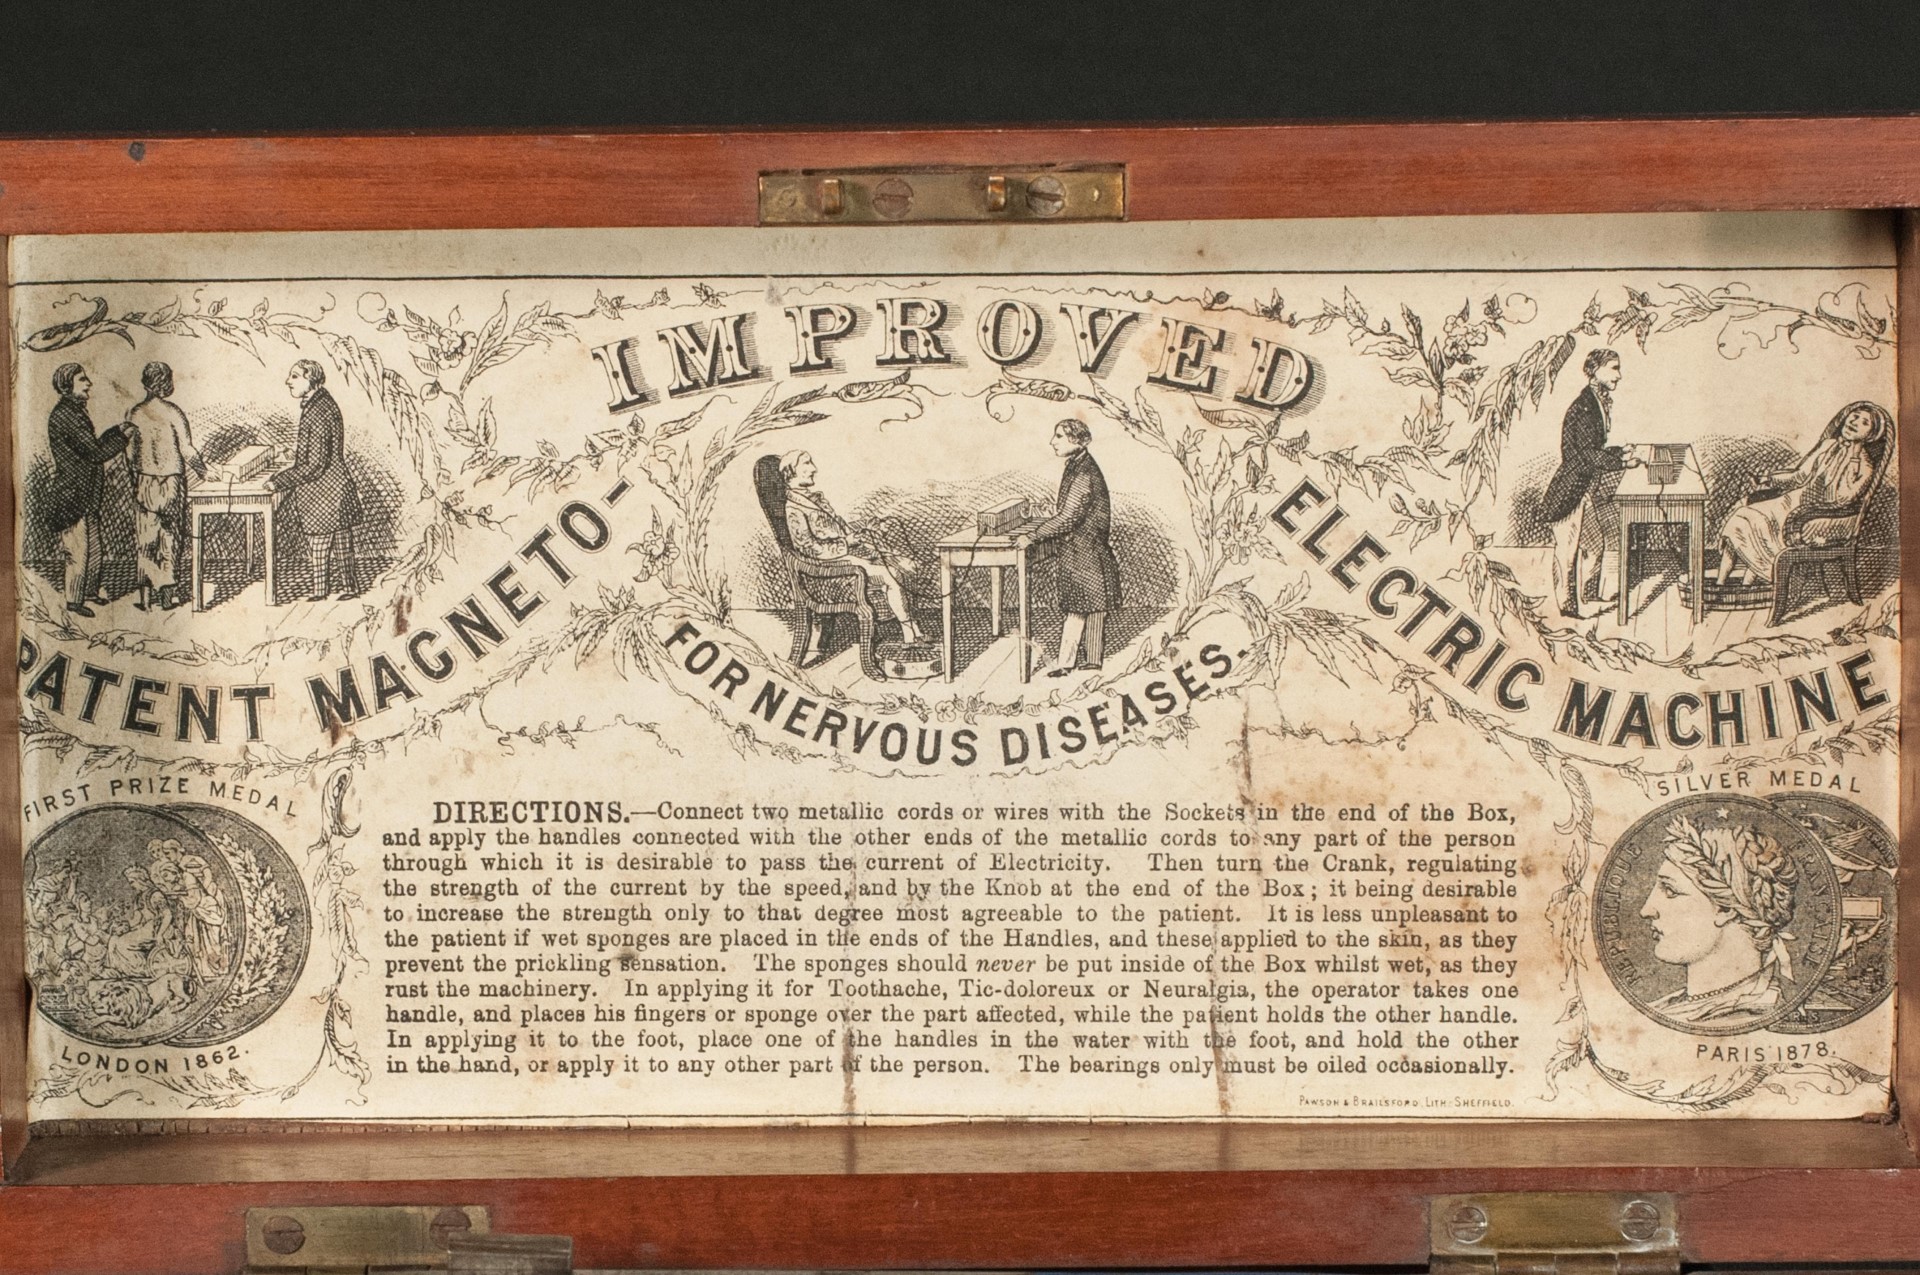 IMPROVED
PATENT MAGNETO-
ELECTRIC MACHINE
FOR NERVOUS DISEASES.
FIRST PRIZE MEDAL
LONDON 1862.
SILVER MEDAL
REPUBLIQUE FRANCAISE
PARIS 1878.
DIRECTIONS.—Connect two metallic cords or wires with the Sockets in the end of the Box,
and apply the handles connected with the other ends of the metallic cords to any part of the person
through which it is desirable to pass the current of Electricity. Then turn the Crank, regulating
the strength of the current by the speed, and by the Knob at the end of the Box; it being desirable
to increase the strength only to that degree most agreeable to the patient. It is less unpleasant to
the patient if wet sponges are placed in the ends of the Handles, and these applied to the skin, as they
prevent the prickling sensation. The sponges should never be put inside of the Box whilst wet, as they
rust the machinery. In applying it for Toothache, Tic-doloreux or Neuralgia, the operator takes one
handle, and places his fingers or sponge over the part affected, while the patient holds the other handle.
In applying it to the foot, place one of the handles in the water with the foot, and hold the other
in the hand, or apply it to any other part of the person. The bearings only must be oiled occasionally.
PAWSON & BRAILSFORD, LITH. SHEFFIELD.